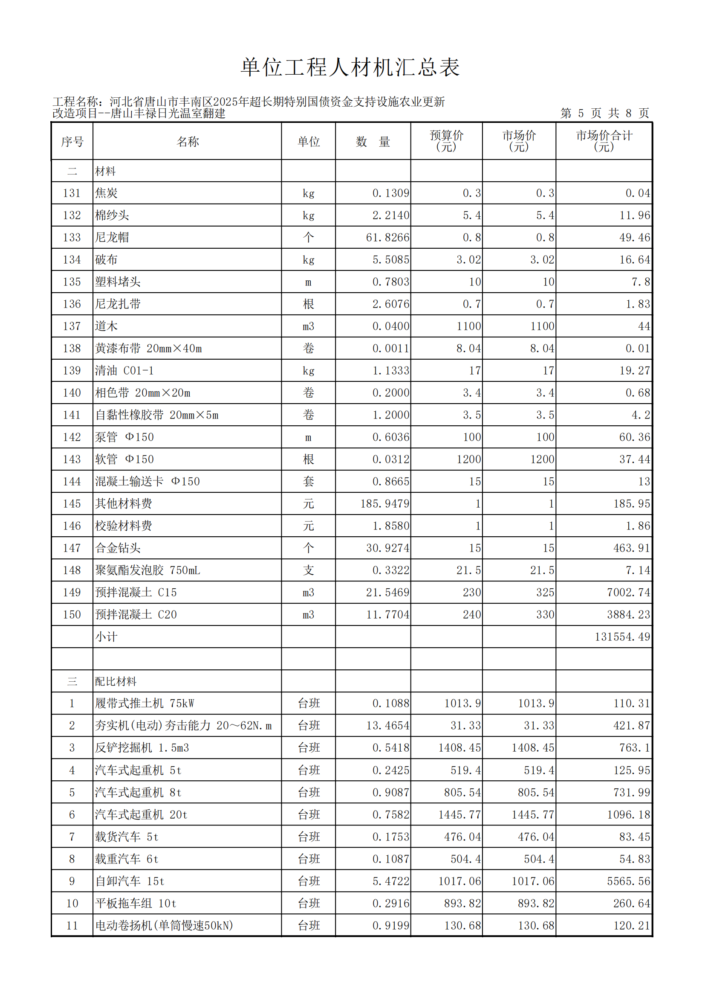 单位工程人材机汇总表
工程名称：河北省唐山市丰南区2025年超长期特别国债资金支持设施农业更新
改造项目--唐山丰禄日光温室翻建
第 5 页 共 8 页
序号 名称 单位 数 量 预算价(元) 市场价(元) 市场价合计(元)
二 材料
131 焦炭 kg 0.1309 0.3 0.3 0.04
132 棉纱头 kg 2.2140 5.4 5.4 11.96
133 尼龙帽 个 61.8266 0.8 0.8 49.46
134 破布 kg 5.5085 3.02 3.02 16.64
135 塑料堵头 m 0.7803 10 10 7.8
136 尼龙扎带 根 2.6076 0.7 0.7 1.83
137 道木 m3 0.0400 1100 1100 44
138 黄漆布带 20mm×40m 卷 0.0011 8.04 8.04 0.01
139 清油 C01-1 kg 1.1333 17 17 19.27
140 相色带 20mm×20m 卷 0.2000 3.4 3.4 0.68
141 自黏性橡胶带 20mm×5m 卷 1.2000 3.5 3.5 4.2
142 泵管 Φ150 m 0.6036 100 100 60.36
143 软管 Φ150 根 0.0312 1200 1200 37.44
144 混凝土输送卡 Φ150 套 0.8665 15 15 13
145 其他材料费 元 185.9479 1 1 185.95
146 校验材料费 元 1.8580 1 1 1.86
147 合金钻头 个 30.9274 15 15 463.91
148 聚氨酯发泡胶 750mL 支 0.3322 21.5 21.5 7.14
149 预拌混凝土 C15 m3 21.5469 230 325 7002.74
150 预拌混凝土 C20 m3 11.7704 240 330 3884.23
小计 131554.49
三 配比材料
1 履带式推土机 75kW 台班 0.1088 1013.9 1013.9 110.31
2 夯实机(电动)夯击能力 20～62N.m 台班 13.4654 31.33 31.33 421.87
3 反铲挖掘机 1.5m3 台班 0.5418 1408.45 1408.45 763.1
4 汽车式起重机 5t 台班 0.2425 519.4 519.4 125.95
5 汽车式起重机 8t 台班 0.9087 805.54 805.54 731.99
6 汽车式起重机 20t 台班 0.7582 1445.77 1445.77 1096.18
7 载货汽车 5t 台班 0.1753 476.04 476.04 83.45
8 载重汽车 6t 台班 0.1087 504.4 504.4 54.83
9 自卸汽车 15t 台班 5.4722 1017.06 1017.06 5565.56
10 平板拖车组 10t 台班 0.2916 893.82 893.82 260.64
11 电动卷扬机(单筒慢速50kN) 台班 0.9199 130.68 130.68 120.21